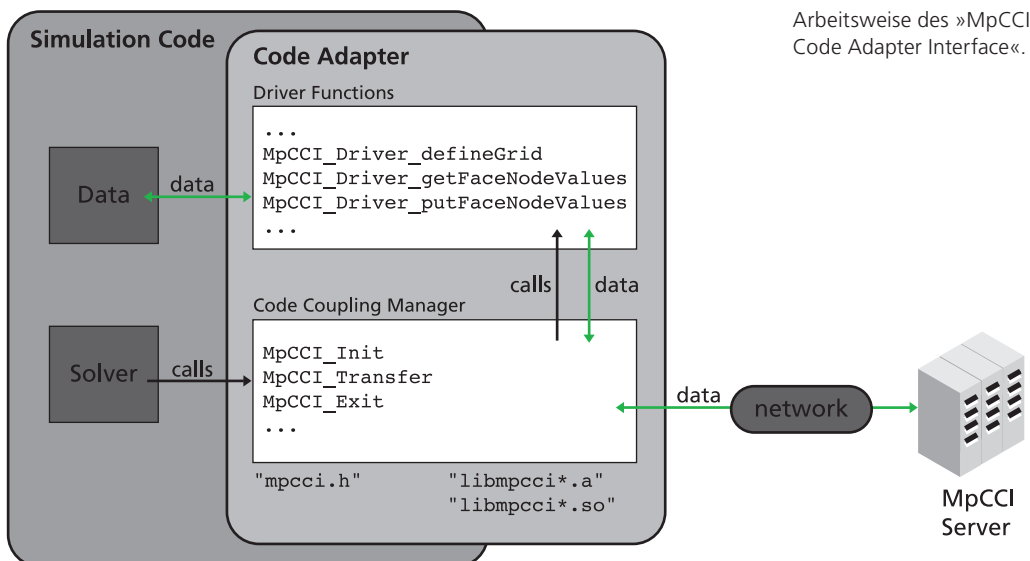 Arbeitsweise des »MpCCI
Code Adapter Interface«.
Simulation Code
Code Adapter
Driver Functions
...
MpCCI_Driver_defineGrid
MpCCI_Driver_getFaceNodeValues
MpCCI_Driver_putFaceNodeValues
...
Data
data
calls
data
Code Coupling Manager
MpCCI_Init
MpCCI_Transfer
MpCCI_Exit
...
Solver
calls
data
network
"mpcci.h"
"libmpcci*.a"
"libmpcci*.so"
MpCCI
Server